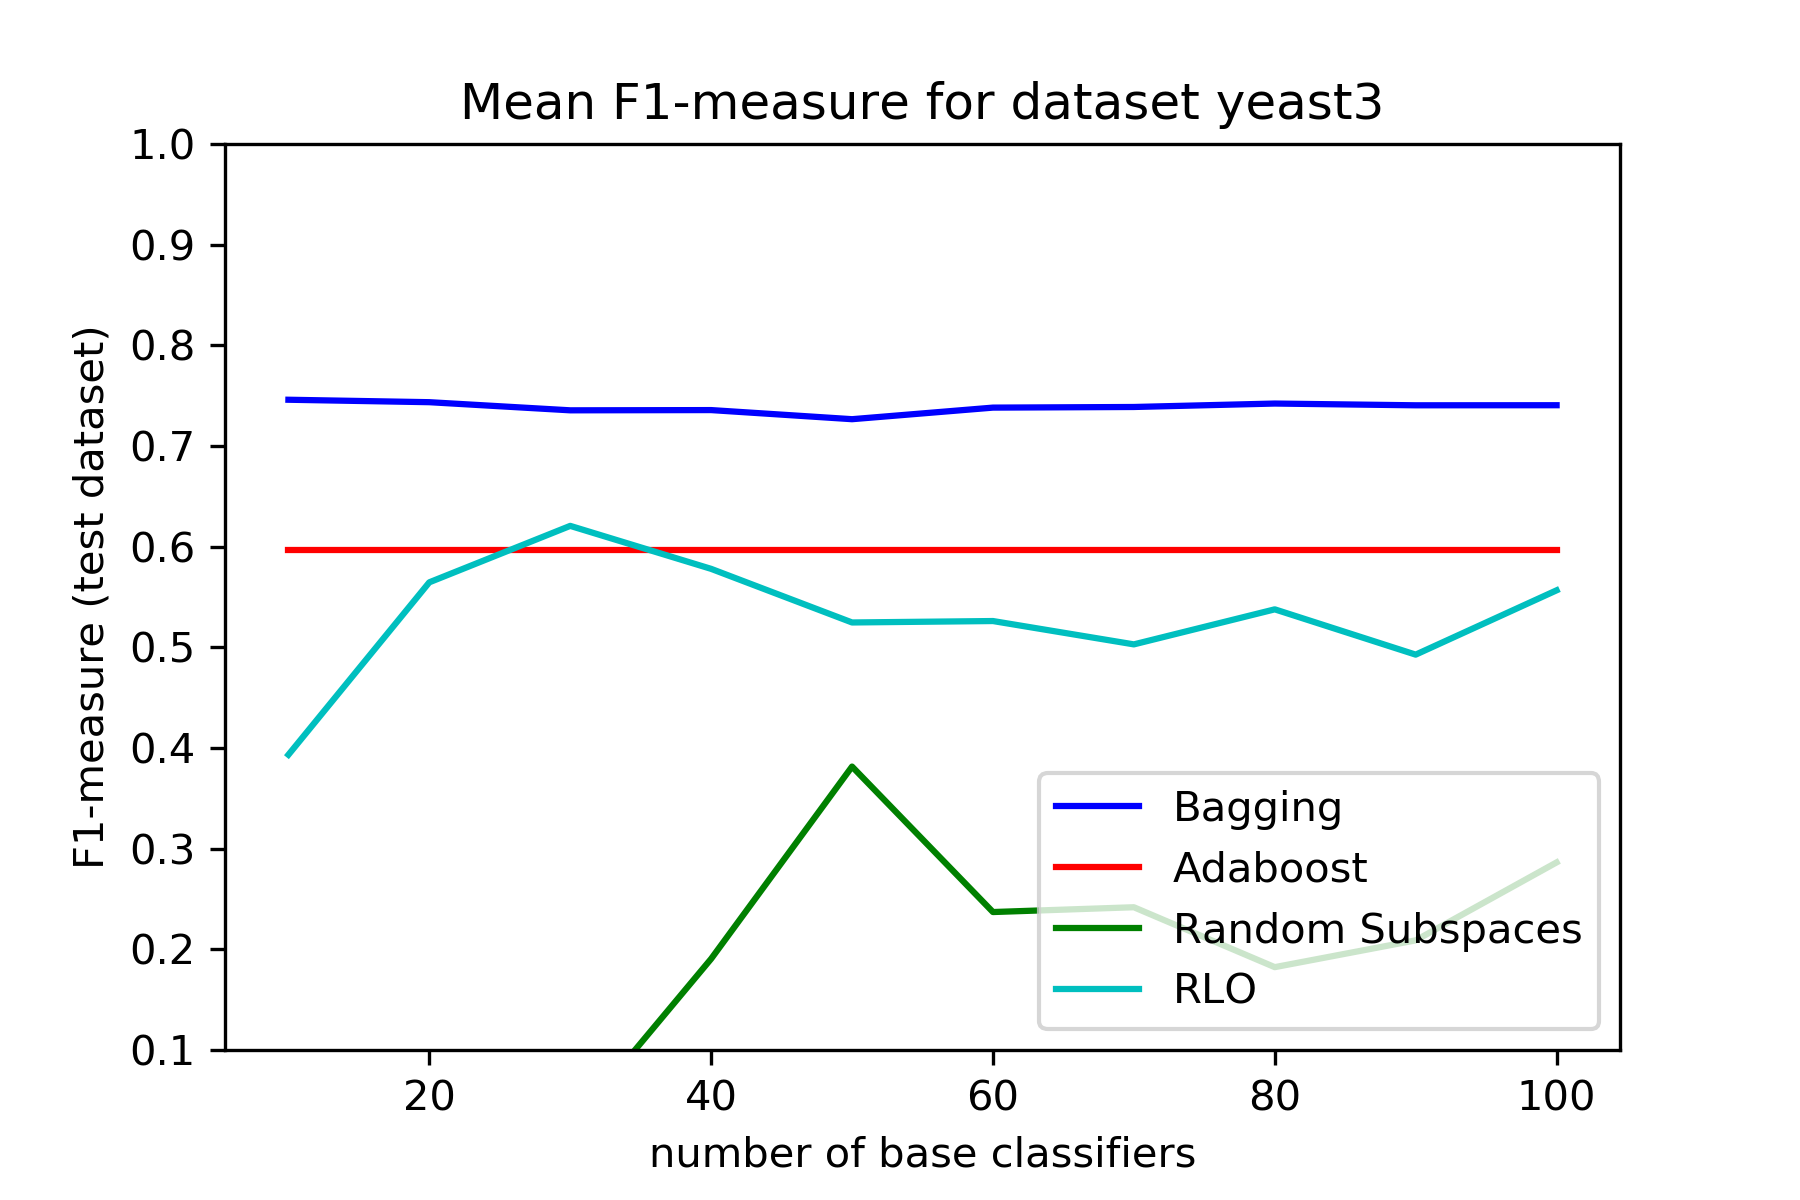 Mean F1-measure for dataset yeast3
1.0
0.9
0.8
0.7
0.6
0.5
0.4
0.3
0.2
0.1
F1-measure (test dataset)
Bagging
Adaboost
Random Subspaces
RLO
20 40 60 80 100
number of base classifiers